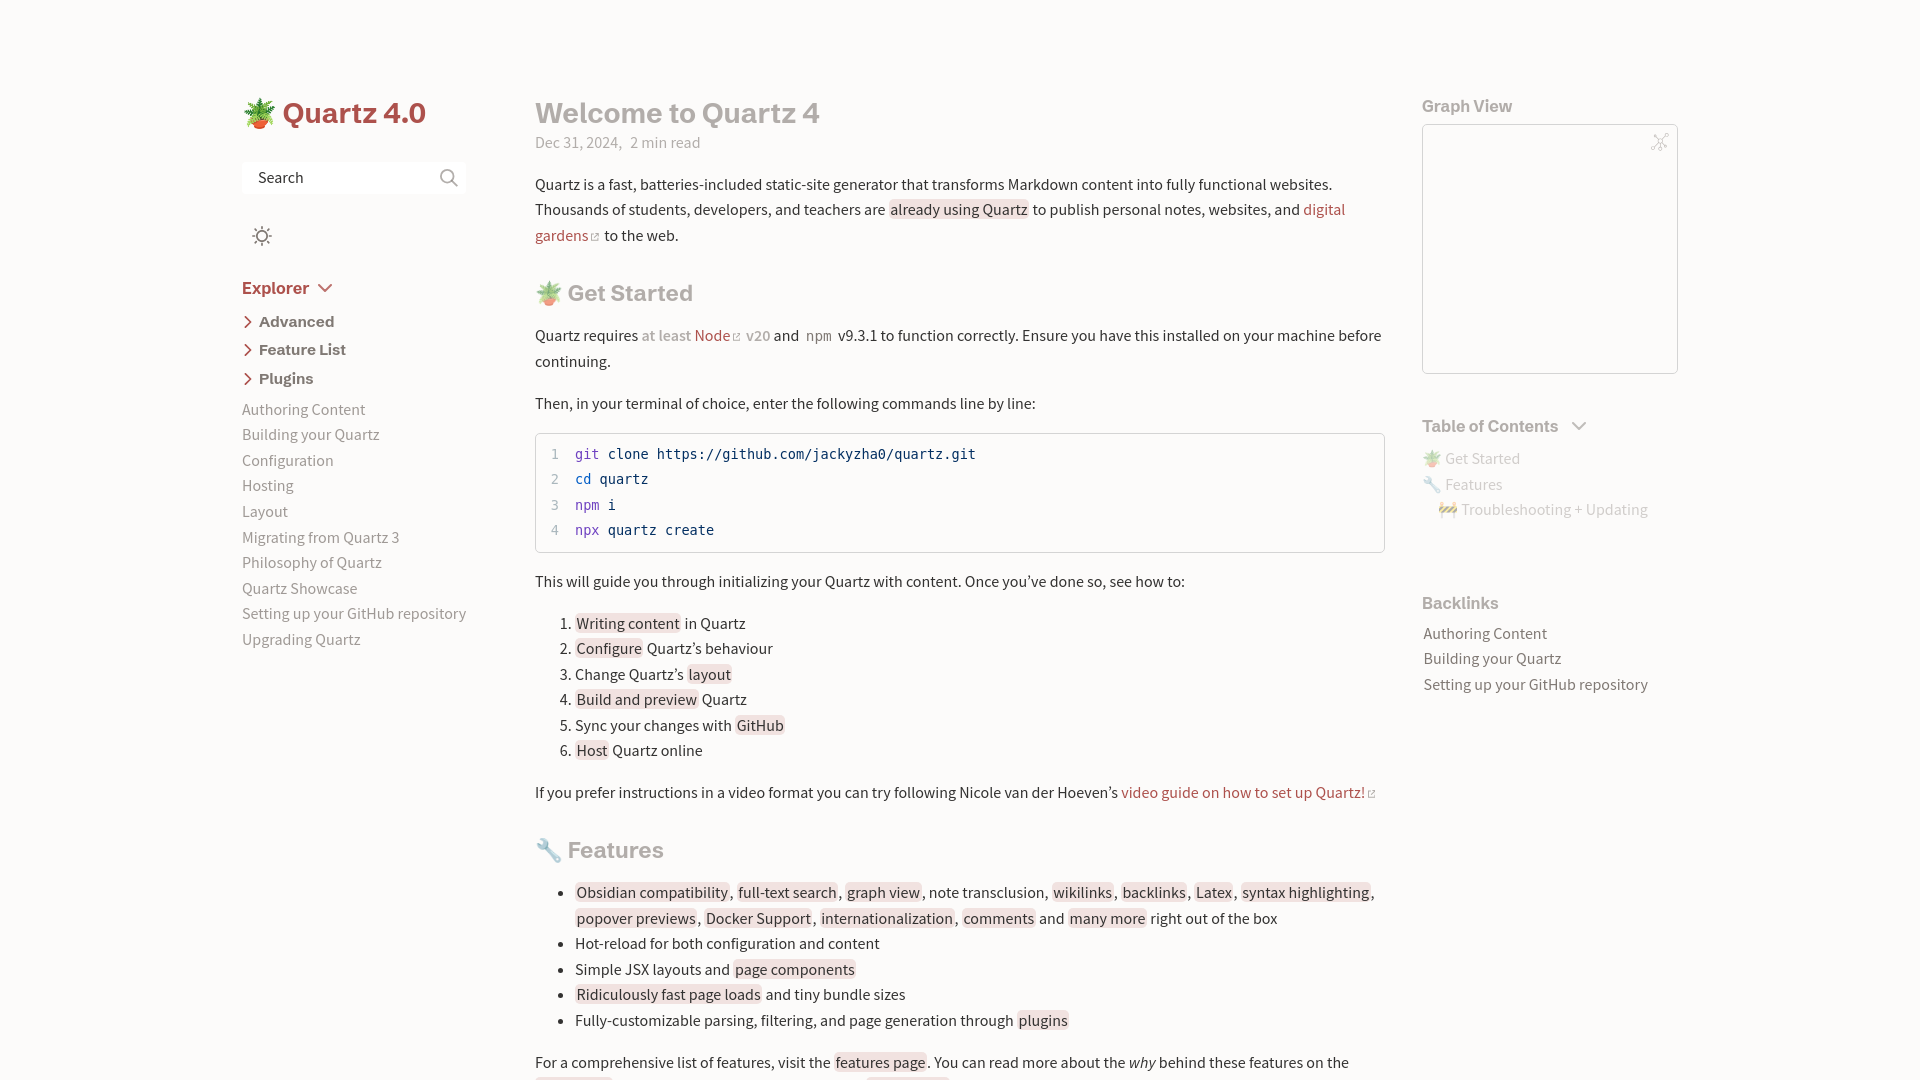 🪴 Quartz 4.0
Search
Explorer
Advanced
Feature List
Plugins
Authoring Content
Building your Quartz
Configuration
Hosting
Layout
Migrating from Quartz 3
Philosophy of Quartz
Quartz Showcase
Setting up your GitHub repository
Upgrading Quartz
Welcome to Quartz 4
Dec 31, 2024, 2 min read
Quartz is a fast, batteries-included static-site generator that transforms Markdown content into fully functional websites.
Thousands of students, developers, and teachers are already using Quartz to publish personal notes, websites, and digital
gardens to the web.
🪴 Get Started
Quartz requires at least Node v20 and npm v9.3.1 to function correctly. Ensure you have this installed on your machine before
continuing.
Then, in your terminal of choice, enter the following commands line by line:
1 git clone https://github.com/jackyzha0/quartz.git
2 cd quartz
3 npm i
4 npx quartz create
This will guide you through initializing your Quartz with content. Once you’ve done so, see how to:
1. Writing content in Quartz
2. Configure Quartz’s behaviour
3. Change Quartz’s layout
4. Build and preview Quartz
5. Sync your changes with GitHub
6. Host Quartz online
If you prefer instructions in a video format you can try following Nicole van der Hoeven’s video guide on how to set up Quartz!
🔧 Features
• Obsidian compatibility, full-text search, graph view, note transclusion, wikilinks, backlinks, Latex, syntax highlighting,
popover previews, Docker Support, internationalization, comments and many more right out of the box
• Hot-reload for both configuration and content
• Simple JSX layouts and page components
• Ridiculously fast page loads and tiny bundle sizes
• Fully-customizable parsing, filtering, and page generation through plugins
For a comprehensive list of features, visit the features page. You can read more about the why behind these features on the
Graph View
Table of Contents
🪴 Get Started
🔧 Features
🚧 Troubleshooting + Updating
Backlinks
Authoring Content
Building your Quartz
Setting up your GitHub repository